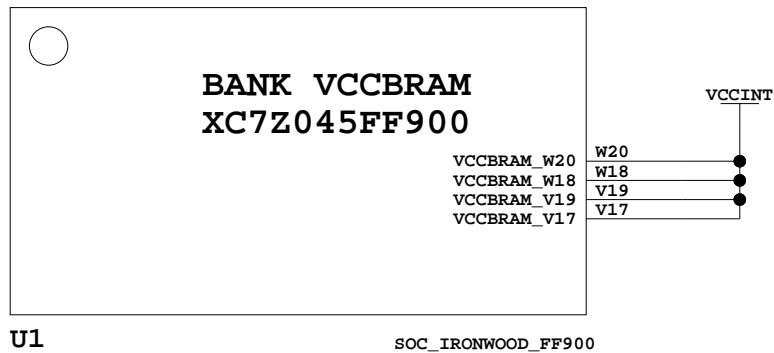 BANK VCCBRAM
XC7Z045FF900
VCCINT
VCCBRAM_W20 W20
VCCBRAM_W18 W18
VCCBRAM_V19 V19
VCCBRAM_V17 V17
U1
SOC_IRONWOOD_FF900